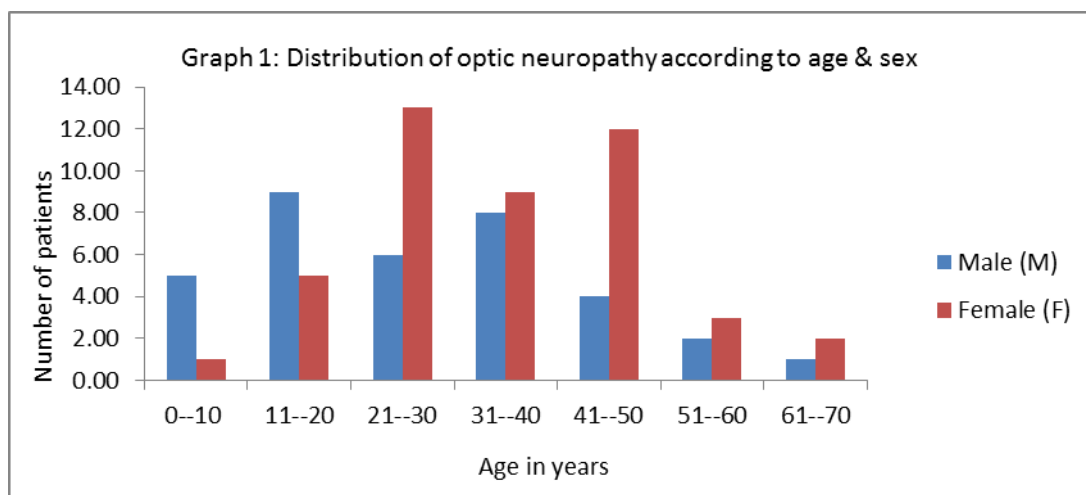 Graph 1: Distribution of optic neuropathy according to age & sex
14.00
12.00
10.00
8.00
6.00
4.00
2.00
0.00
Number of patients
0--10 11--20 21--30 31--40 41--50 51--60 61--70
Age in years
Male (M)
Female (F)